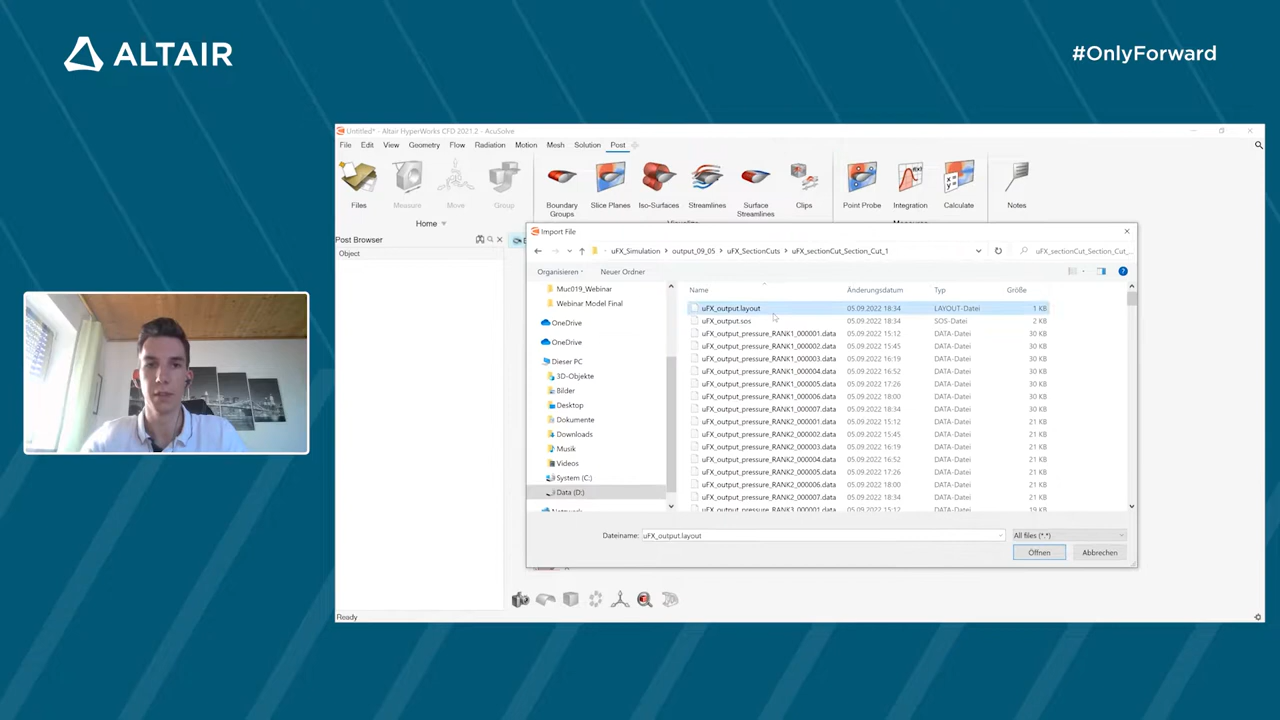 ALTAIR
#OnlyForward
Untitled* - Altair HyperWorks CFD 2021.2 - AcuSolve
File Edit View Geometry Flow Radiation Motion Mesh Solution Post
Files Measure Move Group Boundary Groups Slice Planes Iso-Surfaces Streamlines Surface Streamlines Clips Point Probe Integration Calculate Notes
Home
Post Browser
Object
Import File
uFX_Simulation > output_09_05 > uFX_SectionCuts > uFX_sectionCut_Section_Cut_1
uFX_sectionCut_Section_Cut_...
Organisieren Neuer Ordner
Muc019_Webinar
Webinar Model Final
OneDrive
OneDrive
Dieser PC
3D-Objekte
Bilder
Desktop
Dokumente
Downloads
Musik
Videos
System (C:)
Data (D:)
Name Änderungsdatum Typ Größe
uFX_output.layout 05.09.2022 18:34 LAYOUT-Datei 1 KB
uFX_output.sos 05.09.2022 18:34 SOS-Datei 2 KB
uFX_output_pressure_RANK1_000001.data 05.09.2022 15:12 DATA-Datei 30 KB
uFX_output_pressure_RANK1_000002.data 05.09.2022 15:45 DATA-Datei 30 KB
uFX_output_pressure_RANK1_000003.data 05.09.2022 16:19 DATA-Datei 30 KB
uFX_output_pressure_RANK1_000004.data 05.09.2022 16:52 DATA-Datei 30 KB
uFX_output_pressure_RANK1_000005.data 05.09.2022 17:26 DATA-Datei 30 KB
uFX_output_pressure_RANK1_000006.data 05.09.2022 18:00 DATA-Datei 30 KB
uFX_output_pressure_RANK1_000007.data 05.09.2022 18:34 DATA-Datei 30 KB
uFX_output_pressure_RANK2_000001.data 05.09.2022 15:12 DATA-Datei 21 KB
uFX_output_pressure_RANK2_000002.data 05.09.2022 15:45 DATA-Datei 21 KB
uFX_output_pressure_RANK2_000003.data 05.09.2022 16:19 DATA-Datei 21 KB
uFX_output_pressure_RANK2_000004.data 05.09.2022 16:52 DATA-Datei 21 KB
uFX_output_pressure_RANK2_000005.data 05.09.2022 17:26 DATA-Datei 21 KB
uFX_output_pressure_RANK2_000006.data 05.09.2022 18:00 DATA-Datei 21 KB
uFX_output_pressure_RANK2_000007.data 05.09.2022 18:34 DATA-Datei 21 KB
uFX_output_pressure_RANK3_000001.data 05.09.2022 15:12 DATA-Datei 19 KB
Dateiname: uFX_output.layout All files (*.*)
Öffnen Abbrechen
Ready